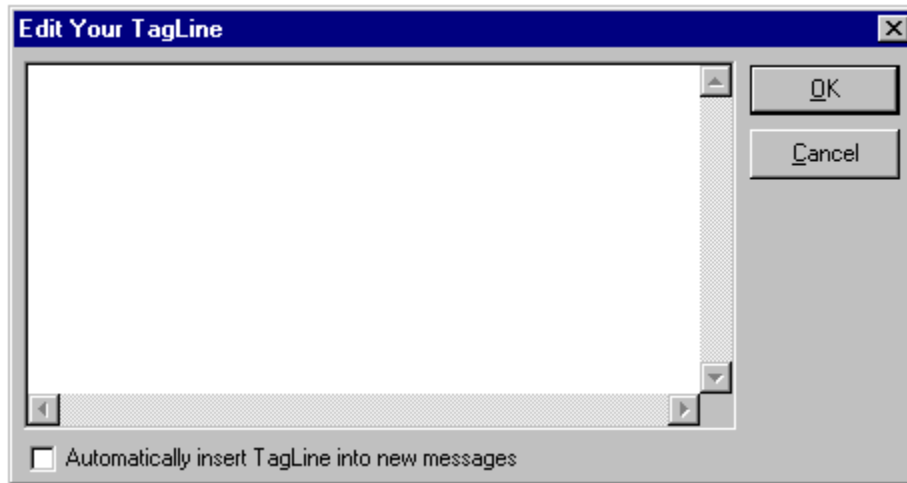 Edit Your TagLine
OK
Cancel
Automatically insert TagLine into new messages